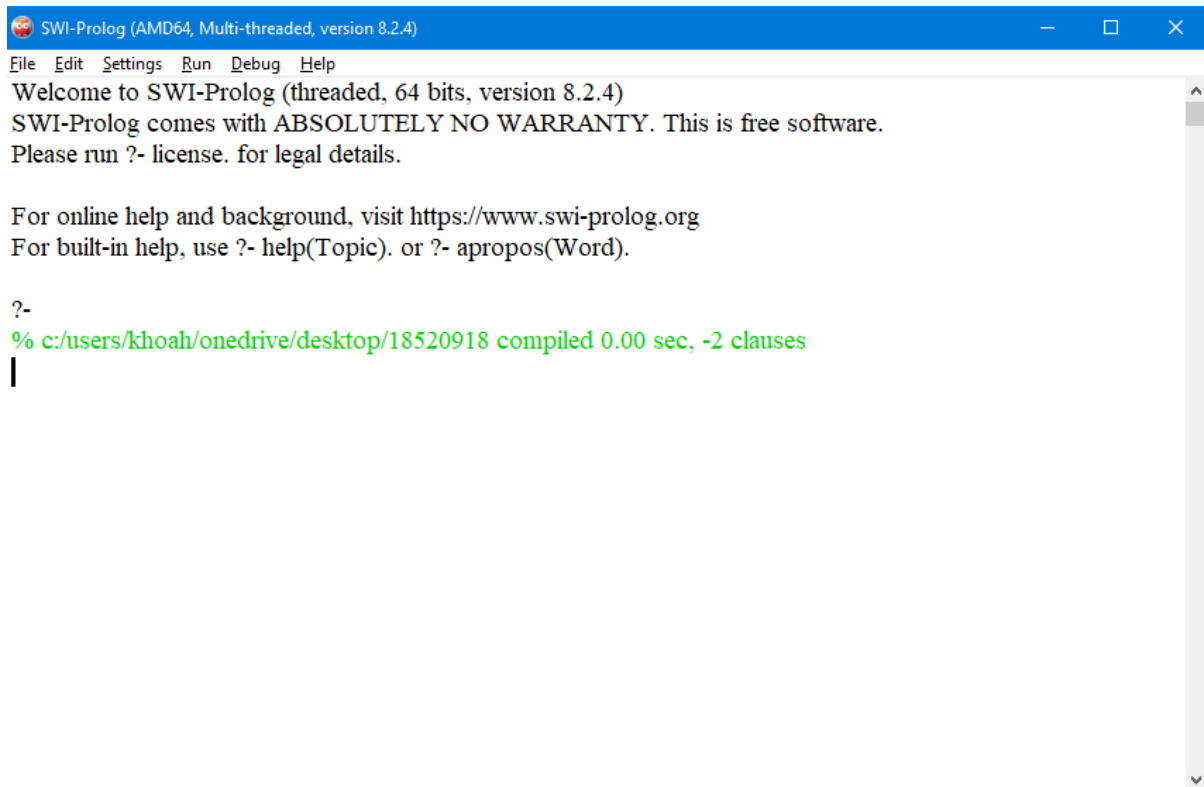 SWI-Prolog (AMD64, Multi-threaded, version 8.2.4)
File Edit Settings Run Debug Help
Welcome to SWI-Prolog (threaded, 64 bits, version 8.2.4)
SWI-Prolog comes with ABSOLUTELY NO WARRANTY. This is free software.
Please run ?- license. for legal details.
For online help and background, visit https://www.swi-prolog.org
For built-in help, use ?- help(Topic). or ?- apropos(Word).
?-
% c:/users/khoah/onedrive/desktop/18520918 compiled 0.00 sec, -2 clauses